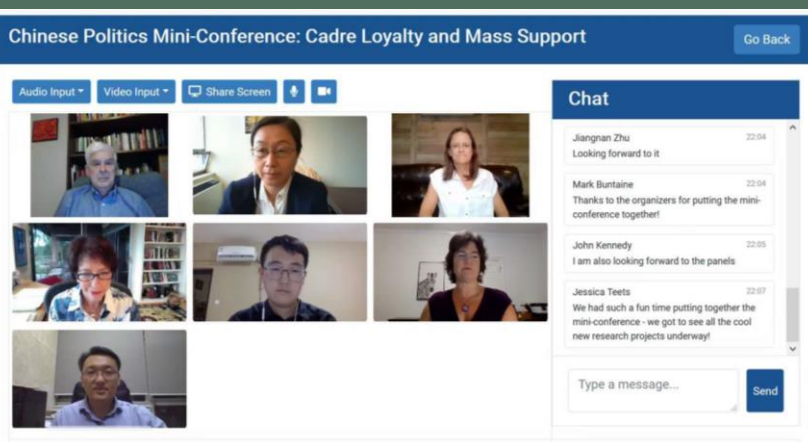 Chinese Politics Mini-Conference: Cadre Loyalty and Mass Support
Go Back
Audio Input
Video Input
Share Screen
Chat
Jiangnan Zhu 22:04
Looking forward to it
Mark Buntaine 22:04
Thanks to the organizers for putting the mini-
conference together!
John Kennedy 22:05
I am also looking forward to the panels
Jessica Teets 22:07
We had such a fun time putting together the
mini-conference - we got to see all the cool
new research projects underway!
Type a message...
Send